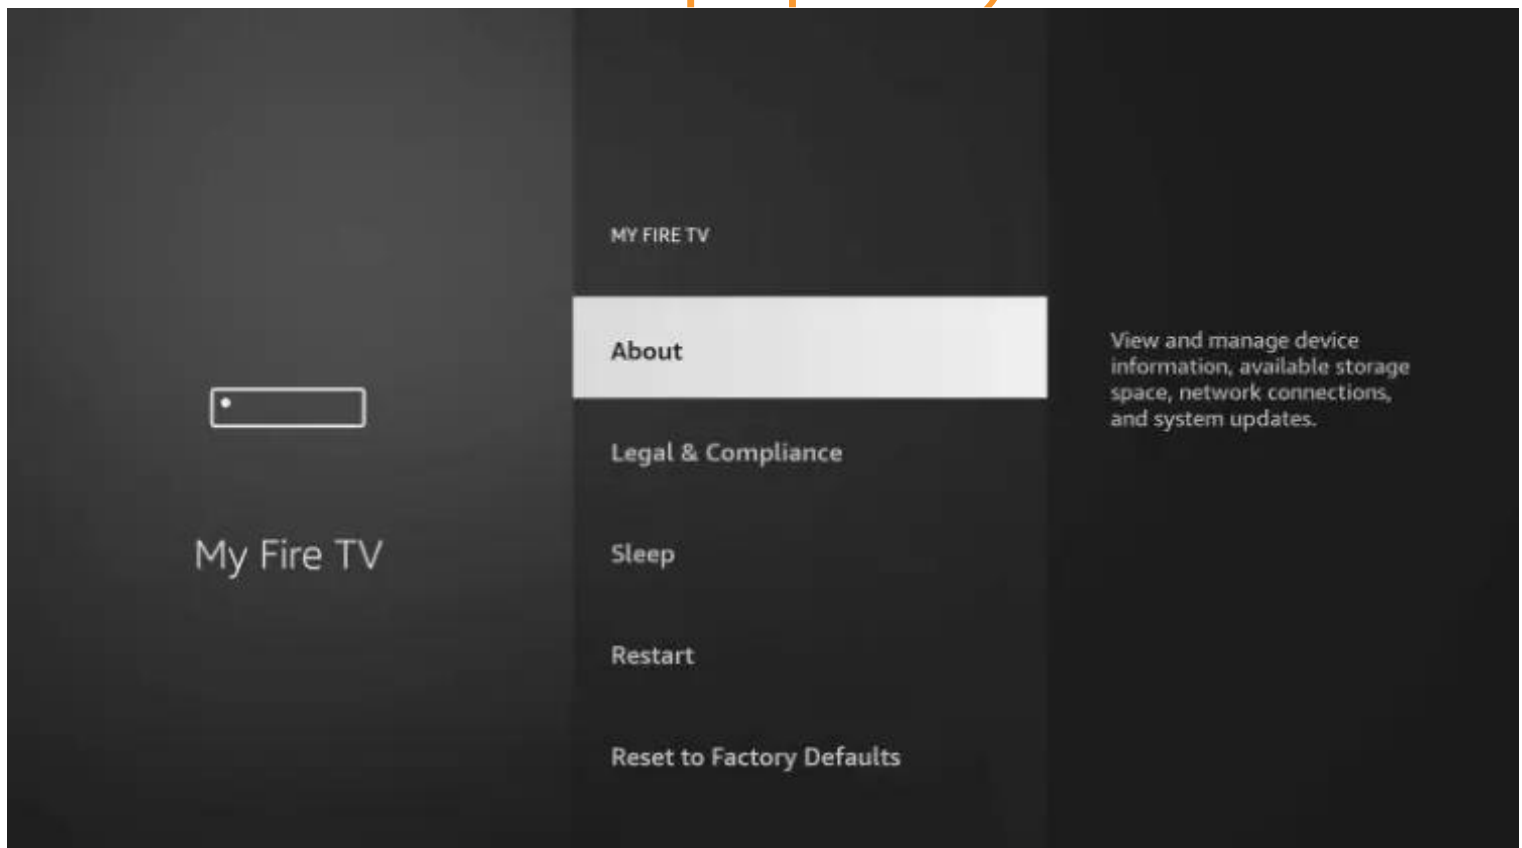 My Fire TV
MY FIRE TV
About
Legal & Compliance
Sleep
Restart
Reset to Factory Defaults
View and manage device
information, available storage
space, network connections,
and system updates.